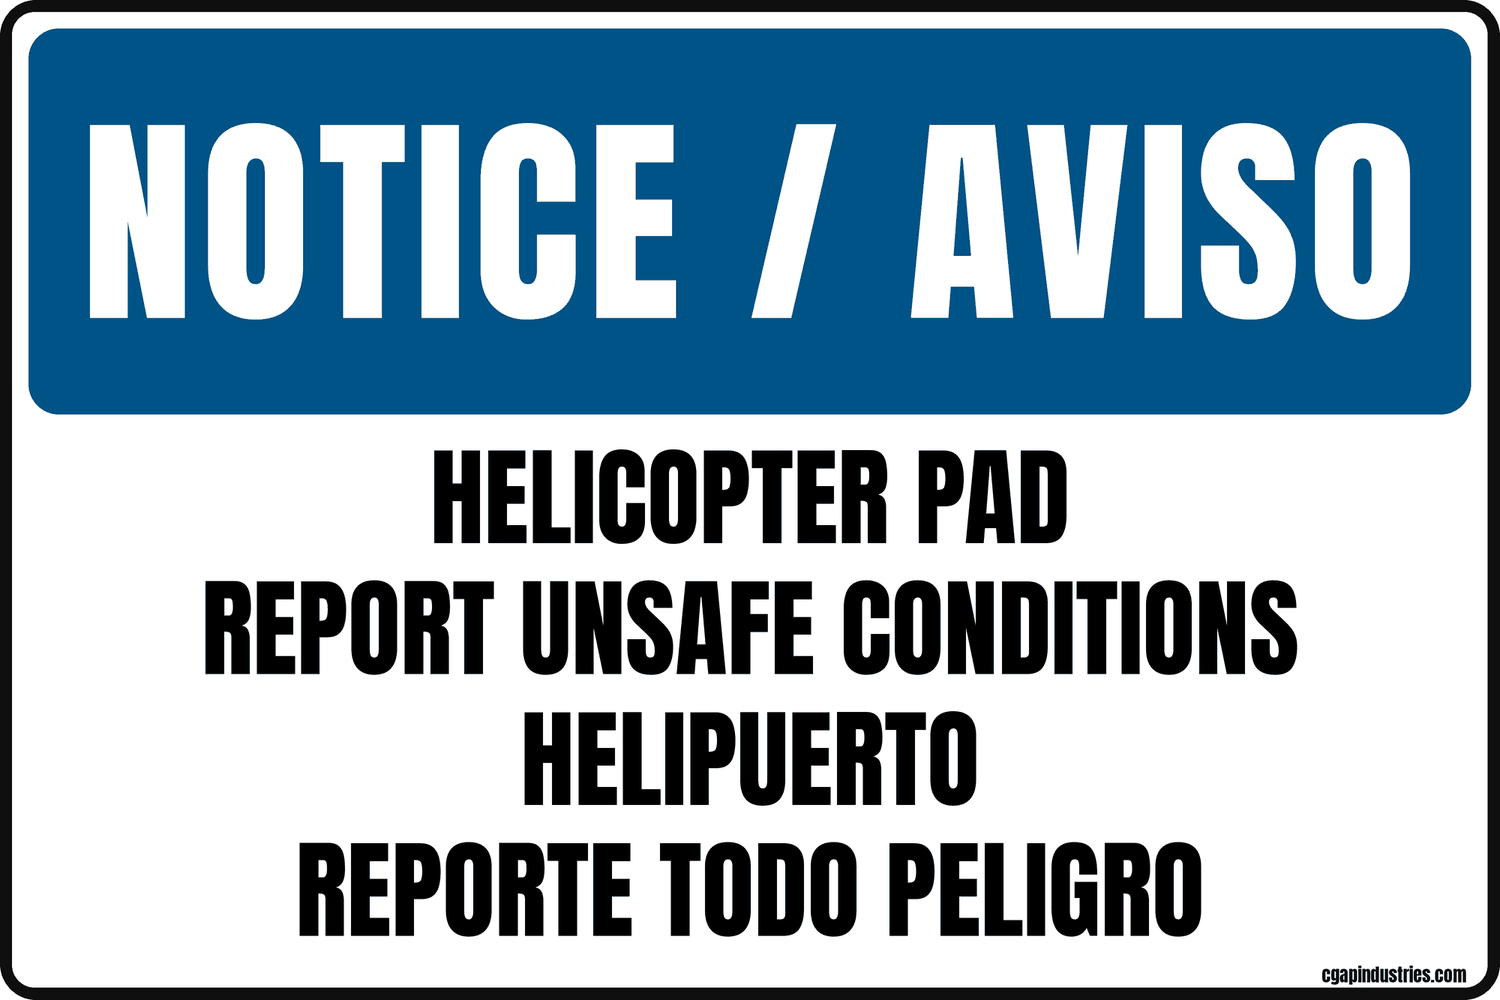 NOTICE / AVISO
HELICOPTER PAD
REPORT UNSAFE CONDITIONS
HELIPUERTO
REPORTE TODO PELIGRO
cgapindustries.com